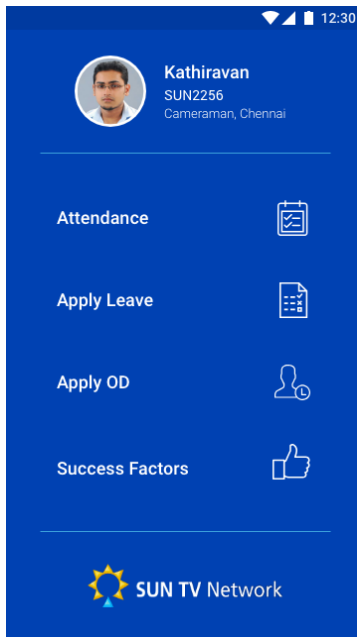 12:30
Kathiravan
SUN2256
Cameraman, Chennai
Attendance
Apply Leave
Apply OD
Success Factors
SUN TV Network